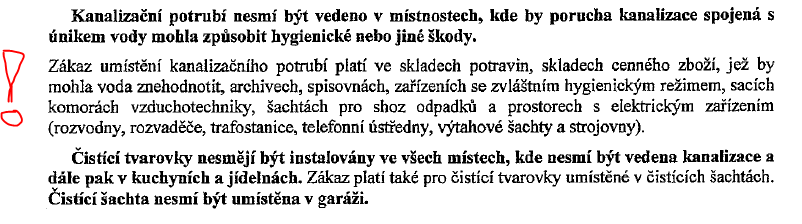 Kanalizační potrubí nesmí být vedeno v místnostech, kde by porucha kanalizace spojená s
únikem vody mohla způsobit hygienické nebo jiné škody.
Zákaz umístění kanalizačního potrubí platí ve skladech potravin, skladech cenného zboží, jež by
mohla voda znehodnotit, archivech, spisovnách, zařízeních se zvláštním hygienickým režimem, sacích
komorách vzduchotechniky, šachtách pro shoz odpadků a prostorech s elektrickým zařízením
(rozvodny, rozvaděče, trafostanice, telefonní ústředny, výtahové šachty a strojovny).
Čistící tvarovky nesmějí být instalovány ve všech místech, kde nesmí být vedena kanalizace a
dále pak v kuchyních a jídelnách. Zákaz platí také pro čistící tvarovky umístěné v čistících šachtách.
Čistící šachta nesmí být umístěna v garáži.
!